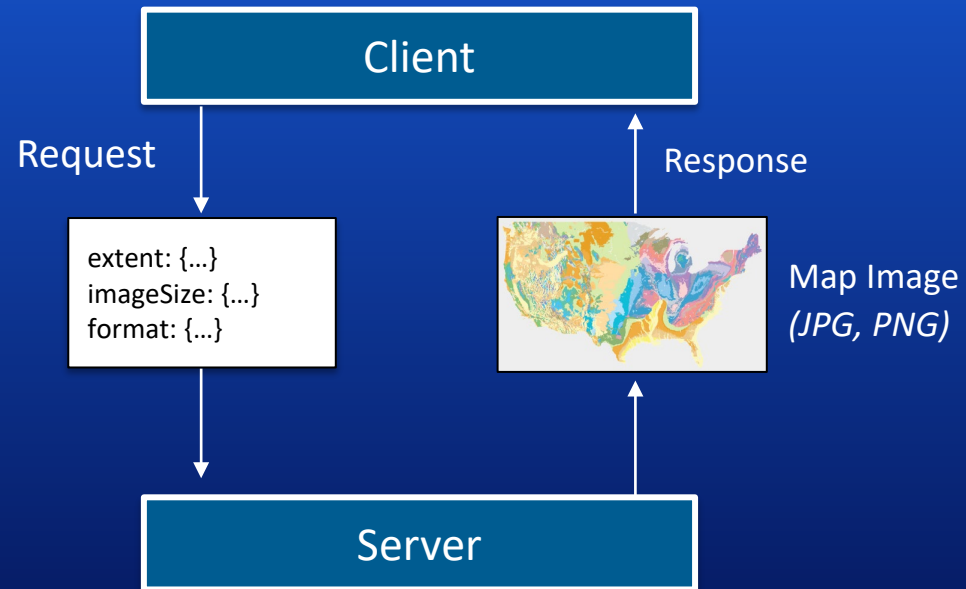 Client
Request
Response
extent: {…}
imageSize: {…}
format: {…}
Map Image
(JPG, PNG)
Server